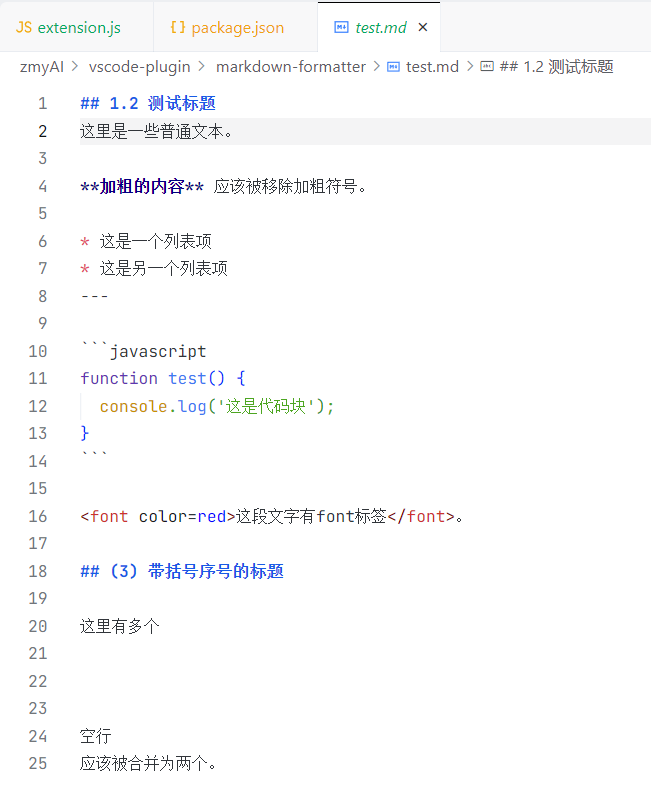 JS extension.js {} package.json test.md ×
zmyAI > vscode-plugin > markdown-formatter > test.md > ## 1.2 测试标题
1 ## 1.2 测试标题
2 这里是一些普通文本。
3
4 **加粗的内容** 应该被移除加粗符号。
5
6 * 这是一个列表项
7 * 这是另一个列表项
8 ---
9
10 ```javascript
11 function test() {
12   console.log('这是代码块');
13 }
14 ```
15
16 <font color=red>这段文字有font标签</font>。
17
18 ## (3) 带括号序号的标题
19
20 这里有多个
21
22
23
24 空行
25 应该被合并为两个。